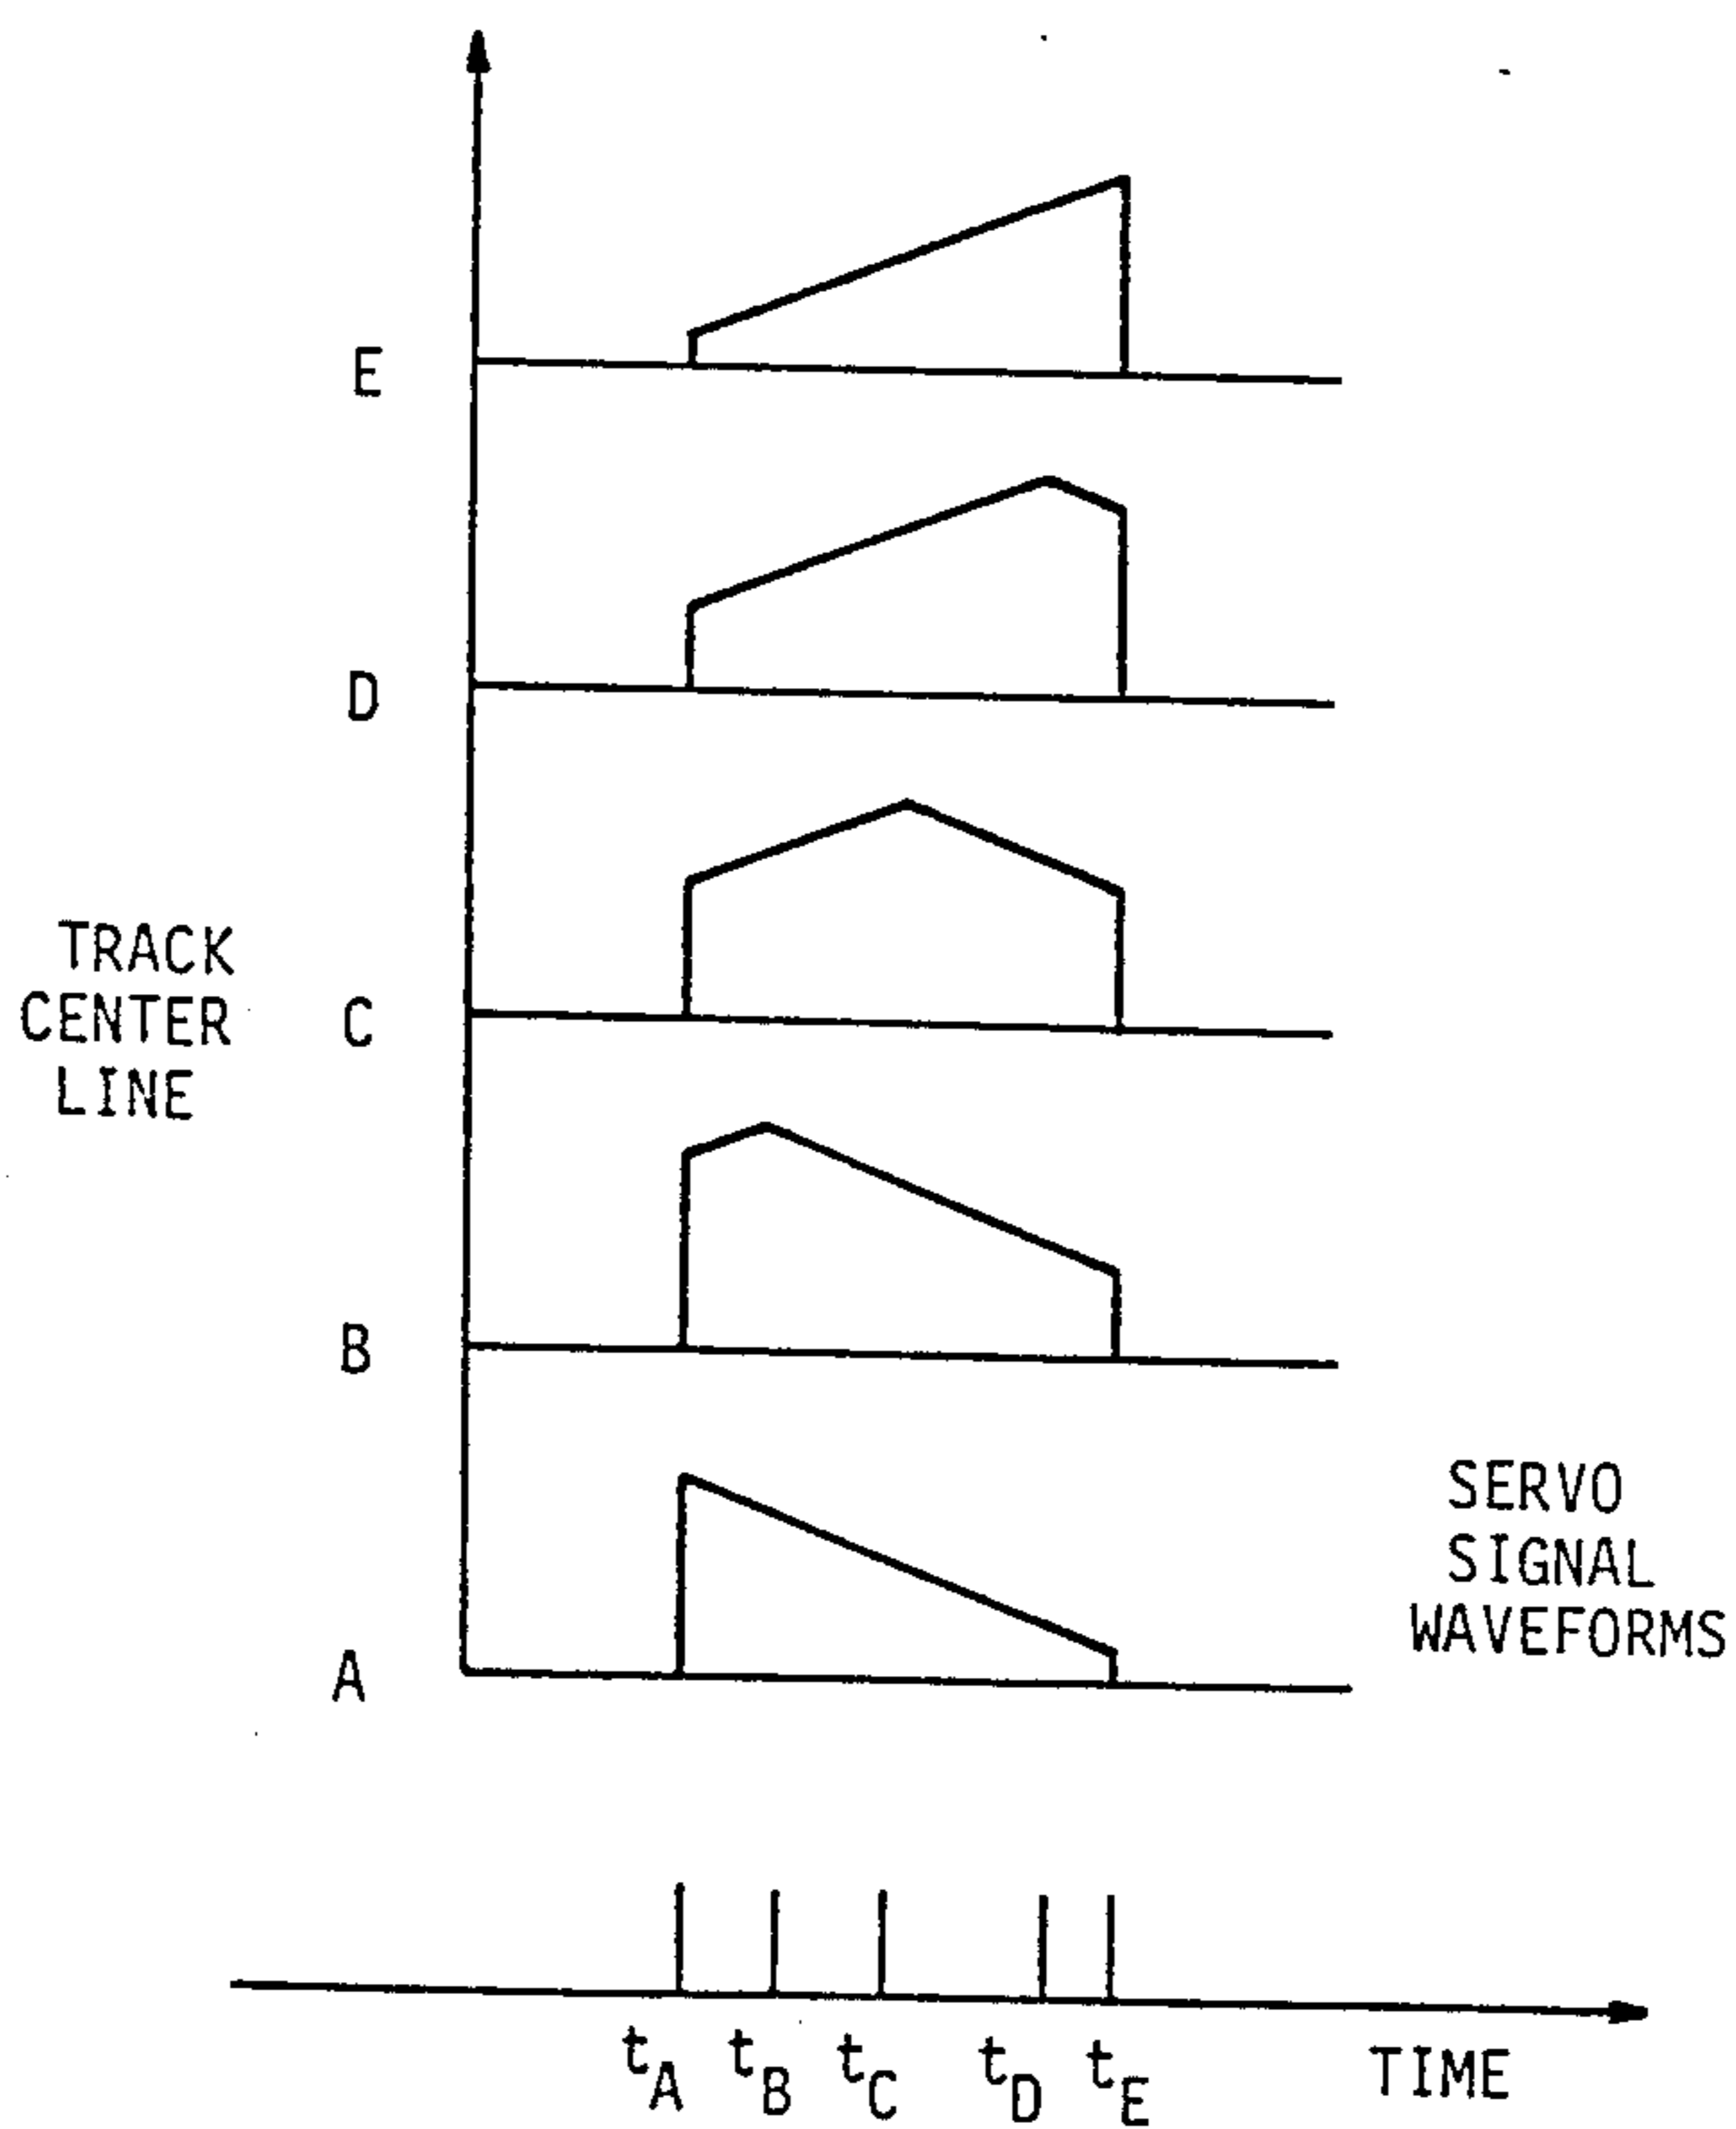 E
D
TRACK
CENTER
LINE
C
B
A
SERVO
SIGNAL
WAVEFORMS
tA tB tC tD tE TIME